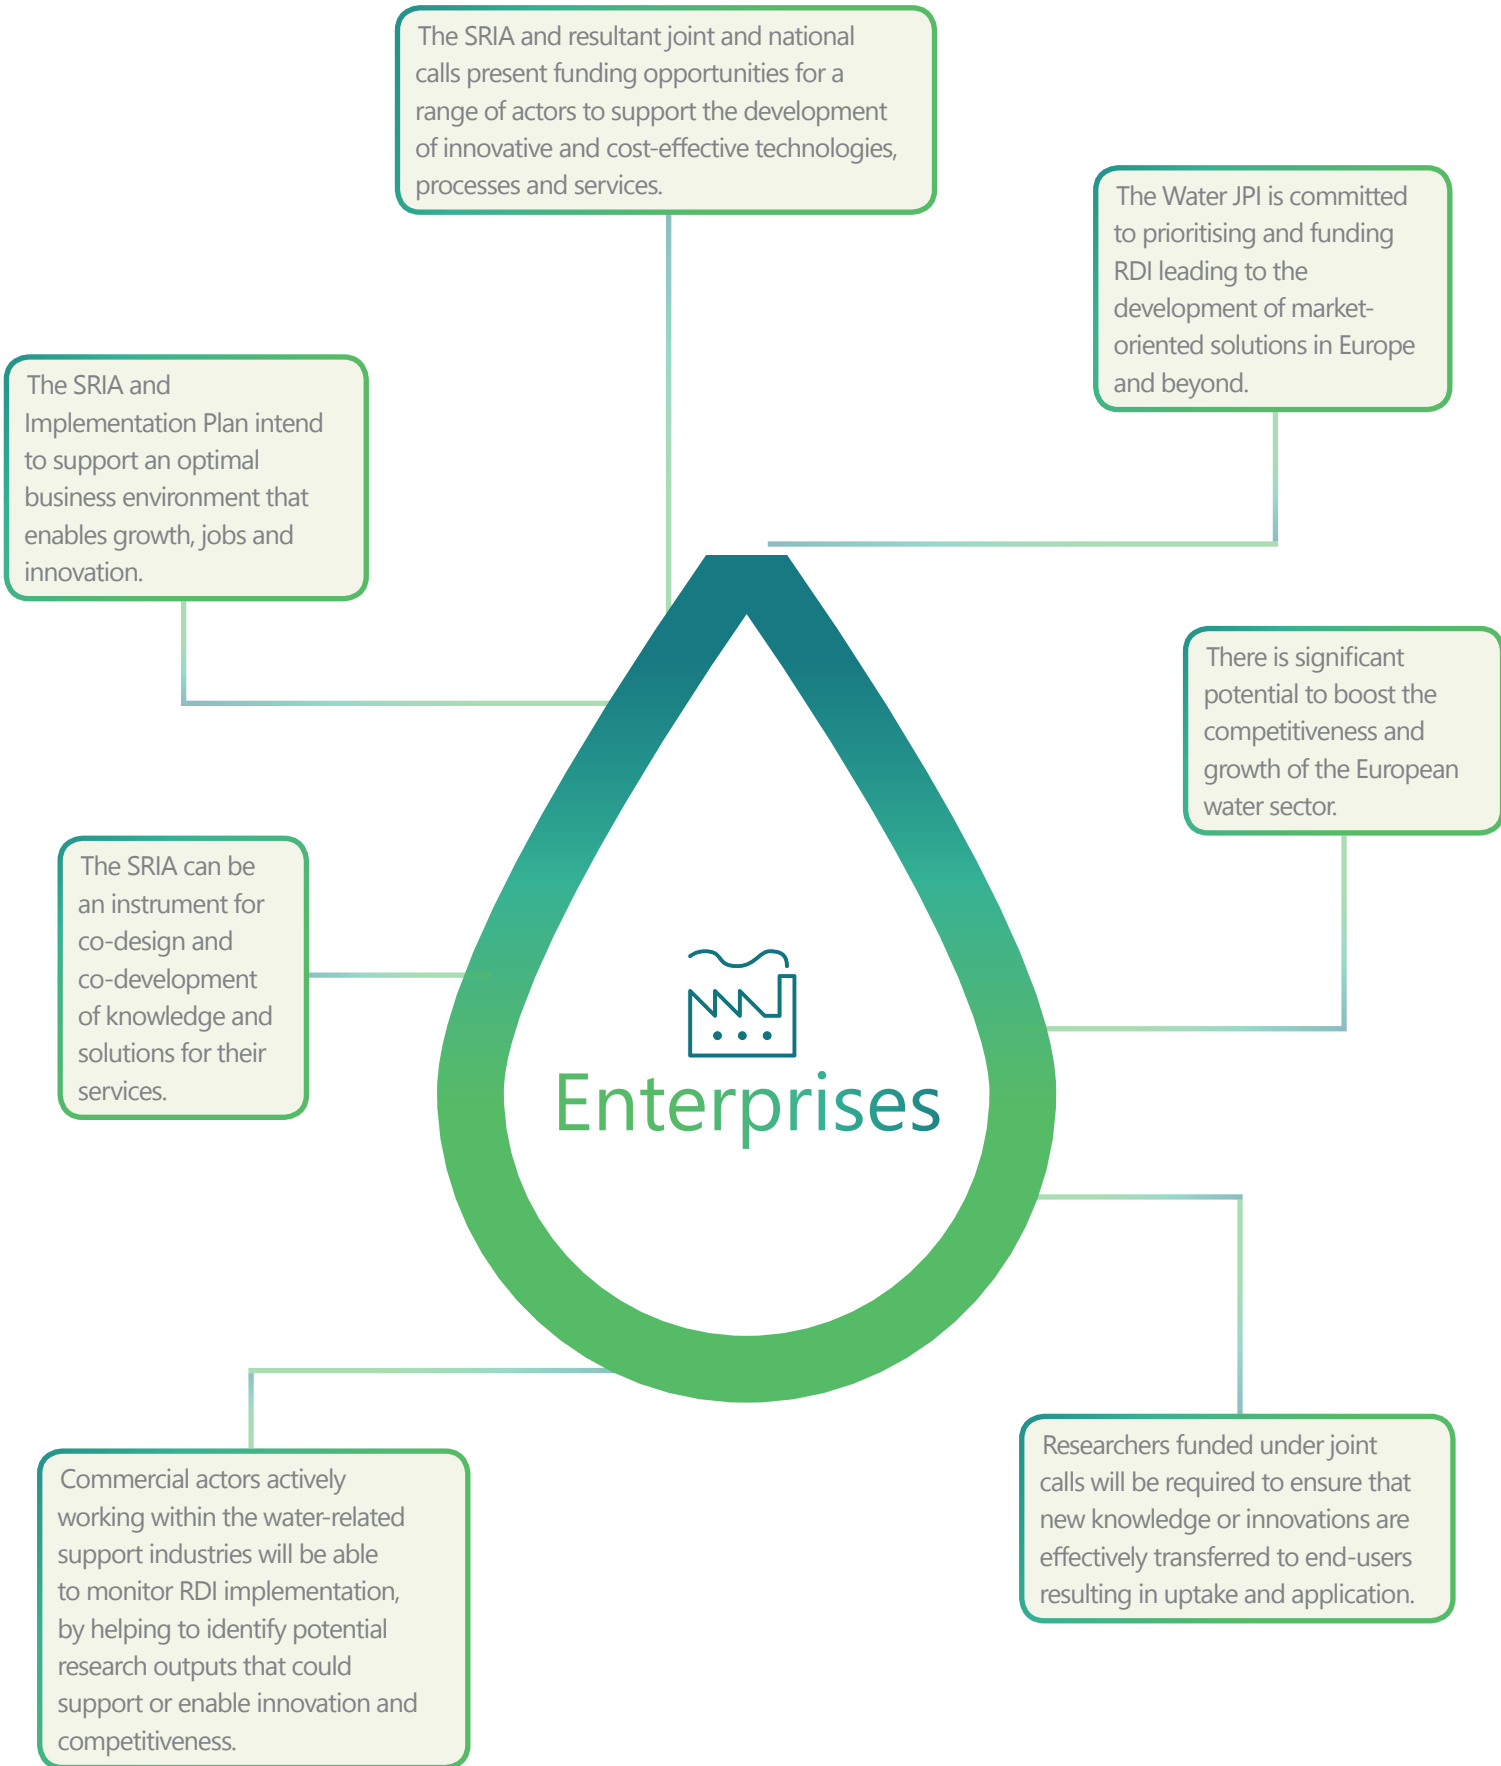 The SRIA and resultant joint and national
calls present funding opportunities for a
range of actors to support the development
of innovative and cost-effective technologies,
processes and services.
The Water JPI is committed
to prioritising and funding
RDI leading to the
development of market-
oriented solutions in Europe
and beyond.
The SRIA and
Implementation Plan intend
to support an optimal
business environment that
enables growth, jobs and
innovation.
There is significant
potential to boost the
competitiveness and
growth of the European
water sector.
The SRIA can be
an instrument for
co-design and
co-development
of knowledge and
solutions for their
services.
Enterprises
Commercial actors actively
working within the water-related
support industries will be able
to monitor RDI implementation,
by helping to identify potential
research outputs that could
support or enable innovation and
competitiveness.
Researchers funded under joint
calls will be required to ensure that
new knowledge or innovations are
effectively transferred to end-users
resulting in uptake and application.